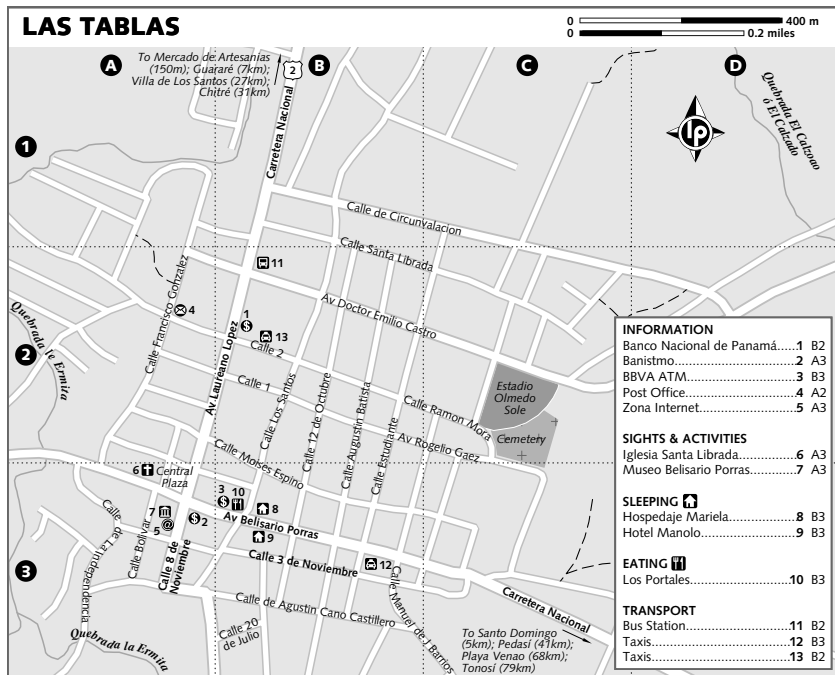 LAS TABLAS
0 400 m
0 0.2 miles
A
B
C
D
To Mercado de Artesanías
(150m); Guararé (7km);
Villa de Los Santos (27km);
Chitré (31km)
2
Carretera Nacional
Quebrada El Calzoao
ó El Calzado
lp
1
Calle de Circunvalacion
Calle Santa Librada
11
Av Doctor Emilio Castro
Calle Francisco Gonzalez
4
1
$
13
Calle 2
Av Laureano Lopez
Quebrada le Ermita
2
Calle 1
Calle Los Santos
Calle 12 de Octubre
Calle Augustin Batista
Calle Estudiante
Calle Ramon Mora
Av Rogelio Gaez
Estadio
Olmedo
Sole
Cemetery
Calle Moises Espino
6
Central
Plaza
3
10
$
8
7
5
@
$
2
Av Belisario Porras
9
Calle 3 de Noviembre
12
3
Calle de La Independencia
Calle Bolivar
Calle 8 de
Noviembre
Calle de Agustin Cano Castillero
Calle 20
de Julio
Calle Manuel de J Barrios
Carretera Nacional
Quebrada la Ermita
To Santo Domingo
(5km); Pedasí (41km);
Playa Venao (68km);
Tonosí (79km)
INFORMATION
Banco Nacional de Panamá.....1 B2
Banistmo...............................2 A3
BBVA ATM............................3 B3
Post Office............................4 A2
Zona Internet........................5 A3
SIGHTS & ACTIVITIES
Iglesia Santa Librada..............6 A3
Museo Belisario Porras...........7 A3
SLEEPING
Hospedaje Mariela.................8 B3
Hotel Manolo........................9 B3
EATING
Los Portales.........................10 B3
TRANSPORT
Bus Station..........................11 B2
Taxis...................................12 B3
Taxis...................................13 B2